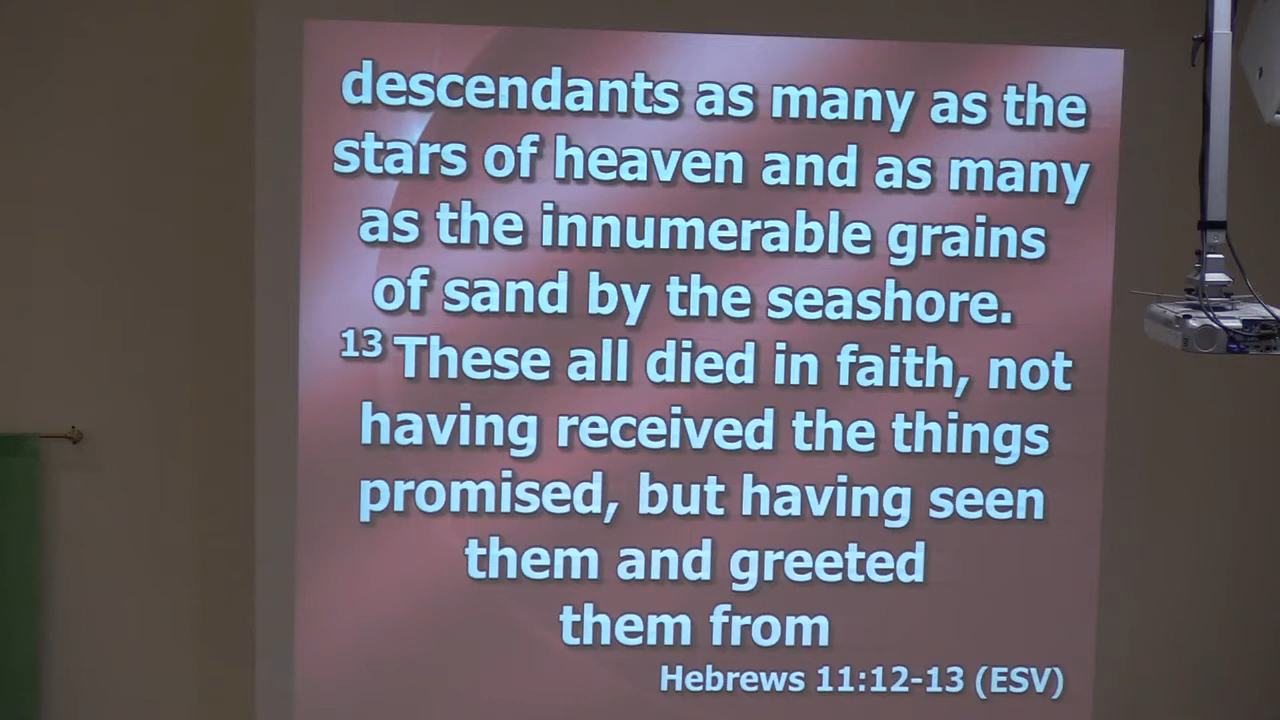 descendants as many as the
stars of heaven and as many
as the innumerable grains
of sand by the seashore.
13 These all died in faith, not
having received the things
promised, but having seen
them and greeted
them from
Hebrews 11:12-13 (ESV)